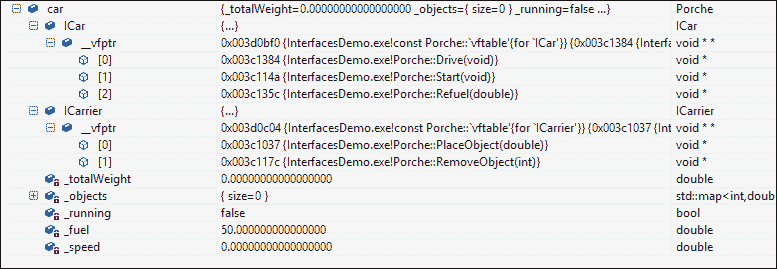 car {_totalWeight=0.00000000000000000 _objects={ size=0 } _running=false ...} Porche
ICar {...} ICar
__vfptr 0x003d0bf0 {InterfacesDemo.exe!const Porche::`vftable'{for `ICar'}} {0x003c1384 {Interfa void * *
[0] 0x003c1384 {InterfacesDemo.exe!Porche::Drive(void)} void *
[1] 0x003c114a {InterfacesDemo.exe!Porche::Start(void)} void *
[2] 0x003c135c {InterfacesDemo.exe!Porche::Refuel(double)} void *
ICarrier {...} ICarrier
__vfptr 0x003d0c04 {InterfacesDemo.exe!const Porche::`vftable'{for `ICarrier'}} {0x003c1037 {Int void * *
[0] 0x003c1037 {InterfacesDemo.exe!Porche::PlaceObject(double)} void *
[1] 0x003c117c {InterfacesDemo.exe!Porche::RemoveObject(int)} void *
_totalWeight 0.00000000000000000 double
_objects { size=0 } std::map<int,doub
_running false bool
_fuel 50.000000000000000 double
_speed 0.00000000000000000 double